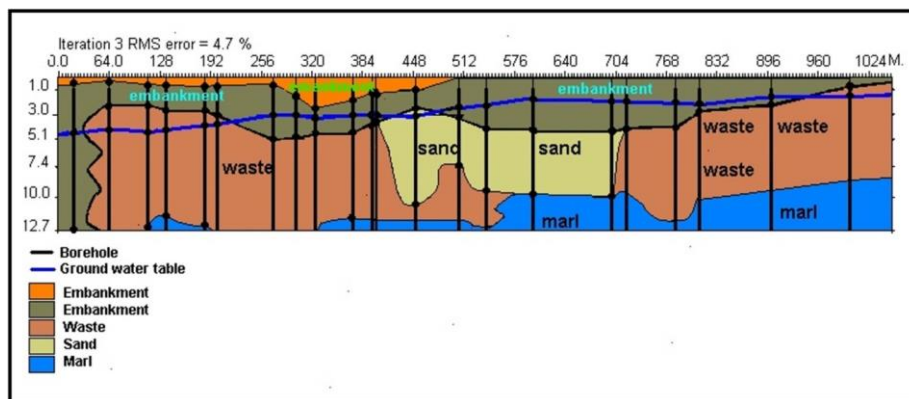 Iteration 3 RMS error = 4.7 %
0.0 64.0 128 192 256 320 384 448 512 576 640 704 768 832 896 960 1024 M.
1.0
3.0
5.1
7.4
10.0
12.7
embankment
embankment
embankment
waste
sand
sand
waste
waste
waste
marl
marl
Borehole
Ground water table
Embankment
Embankment
Waste
Sand
Marl